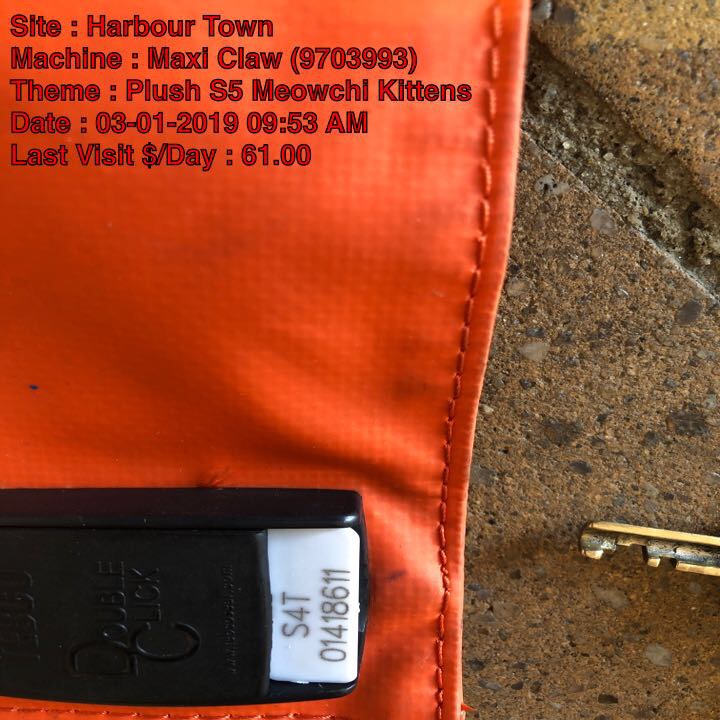 Site : Harbour Town
Machine : Maxi Claw (9703993)
Theme : Plush S5 Meowchi Kittens
Date : 03-01-2019 09:53 AM
Last Visit $/Day : 61.00
DOUBLE
CLICK
S4T
01418611